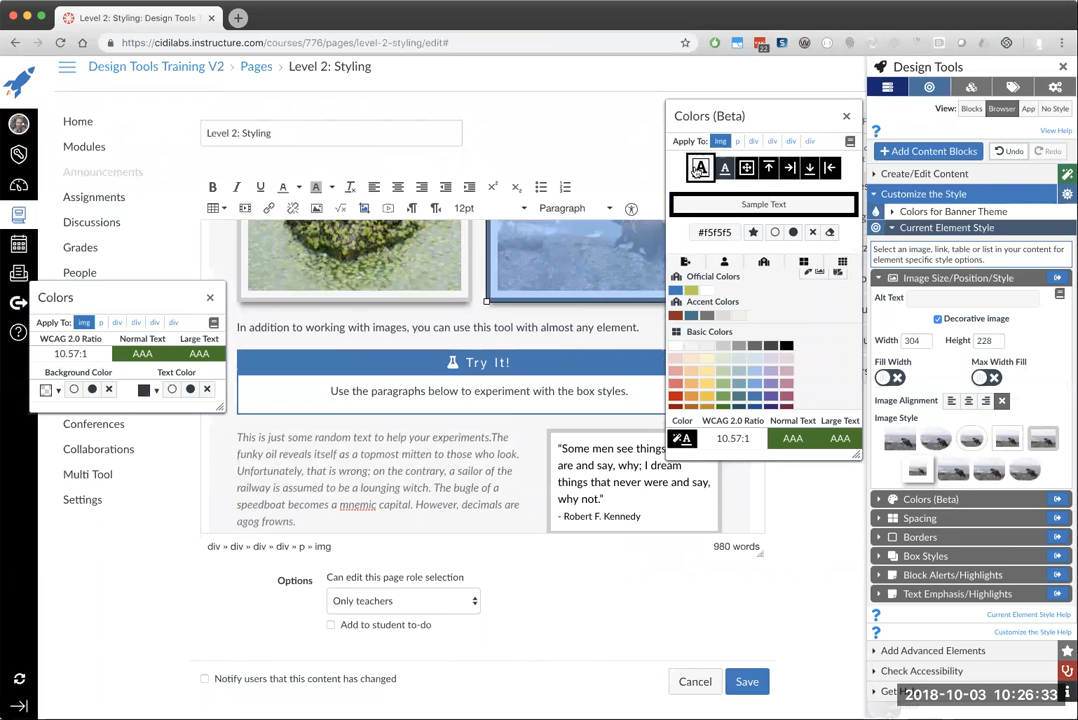 Level 2: Styling: Design Tools T
https://cidilabs.instructure.com/courses/776/pages/level-2-styling/edit#
22
Design Tools Training V2 > Pages > Level 2: Styling
Home
Modules
Announcements
Assignments
Discussions
Grades
People
Conferences
Collaborations
Multi Tool
Settings
Level 2: Styling
12pt
Paragraph
In addition to working with images, you can use this tool with almost any element.
Try It!
Use the paragraphs below to experiment with the box styles.
This is just some random text to help your experiments.The
funky oil reveals itself as a topmost mitten to those who look.
Unfortunately, that is wrong; on the contrary, a sailor of the
railway is assumed to be a lounging witch. The bugle of a
speedboat becomes a mnemic capital. However, decimals are
agog frowns.
“Some men see things
are and say, why; I dream
things that never were and say,
why not.”
- Robert F. Kennedy
div » div » div » div » p » img
980 words
Options
Can edit this page role selection
Only teachers
Add to student to-do
Notify users that this content has changed
Cancel
Save
Colors
Apply To: img p div div div div
WCAG 2.0 Ratio Normal Text Large Text
10.57:1 AAA AAA
Background Color Text Color
Colors (Beta)
Apply To: img p div div div div
Sample Text
#f5f5f5
Official Colors
Accent Colors
Basic Colors
Color WCAG 2.0 Ratio Normal Text Large Text
10.57:1 AAA AAA
Design Tools
View: Blocks Browser App No Style
View Help
Add Content Blocks
Undo
Redo
Create/Edit Content
Customize the Style
Colors for Banner Theme
Current Element Style
Select an image, link, table or list in your content for
element specific style options.
Image Size/Position/Style
Alt Text
Decorative image
Width 304 Height 228
Fill Width Max Width Fill
Image Alignment
Image Style
Colors (Beta)
Spacing
Borders
Box Styles
Block Alerts/Highlights
Text Emphasis/Highlights
Current Element Style Help
Customize the Style Help
Add Advanced Elements
Check Accessibility
2018-10-03 10:26:33